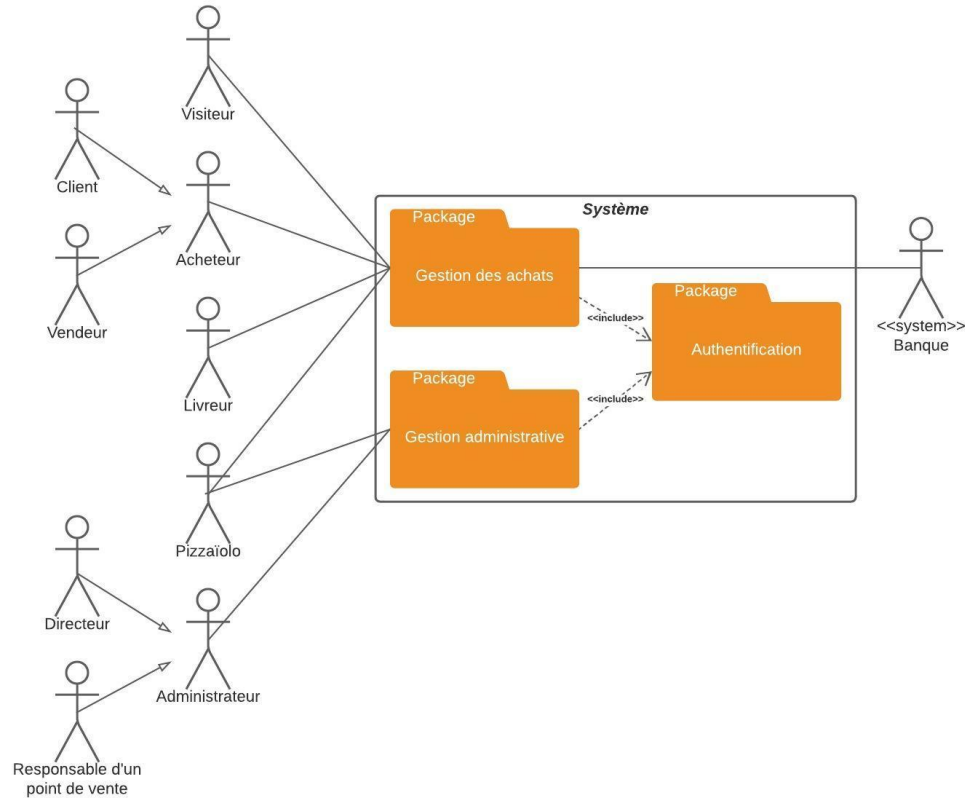 Visiteur
Client
Acheteur
Vendeur
Livreur
Pizzaïolo
Directeur
Administrateur
Responsable d'un
point de vente
Système
Package
Gestion des achats
<<include>>
Package
Authentification
Package
Gestion administrative
<<include>>
<<system>>
Banque